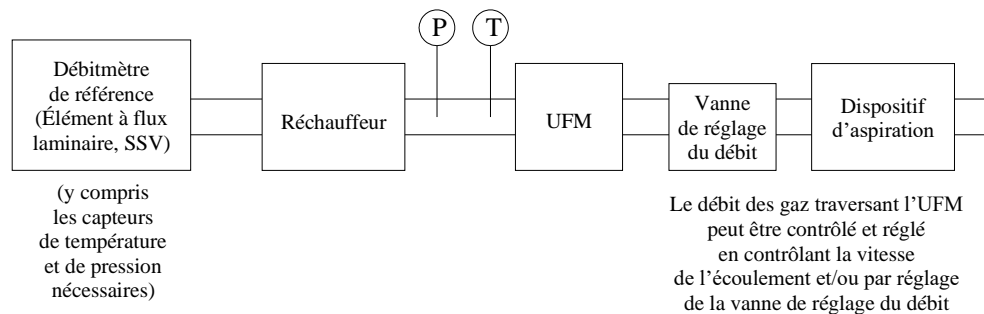 P
T
Débitmètre
de référence
(Élément à flux
laminaire, SSV)
Réchauffeur
UFM
Vanne
de réglage
du débit
Dispositif
d’aspiration
(y compris
les capteurs
de température
et de pression
nécessaires)
Le débit des gaz traversant l’UFM
peut être contrôlé et réglé
en contrôlant la vitesse
de l’écoulement et/ou par réglage
de la vanne de réglage du débit